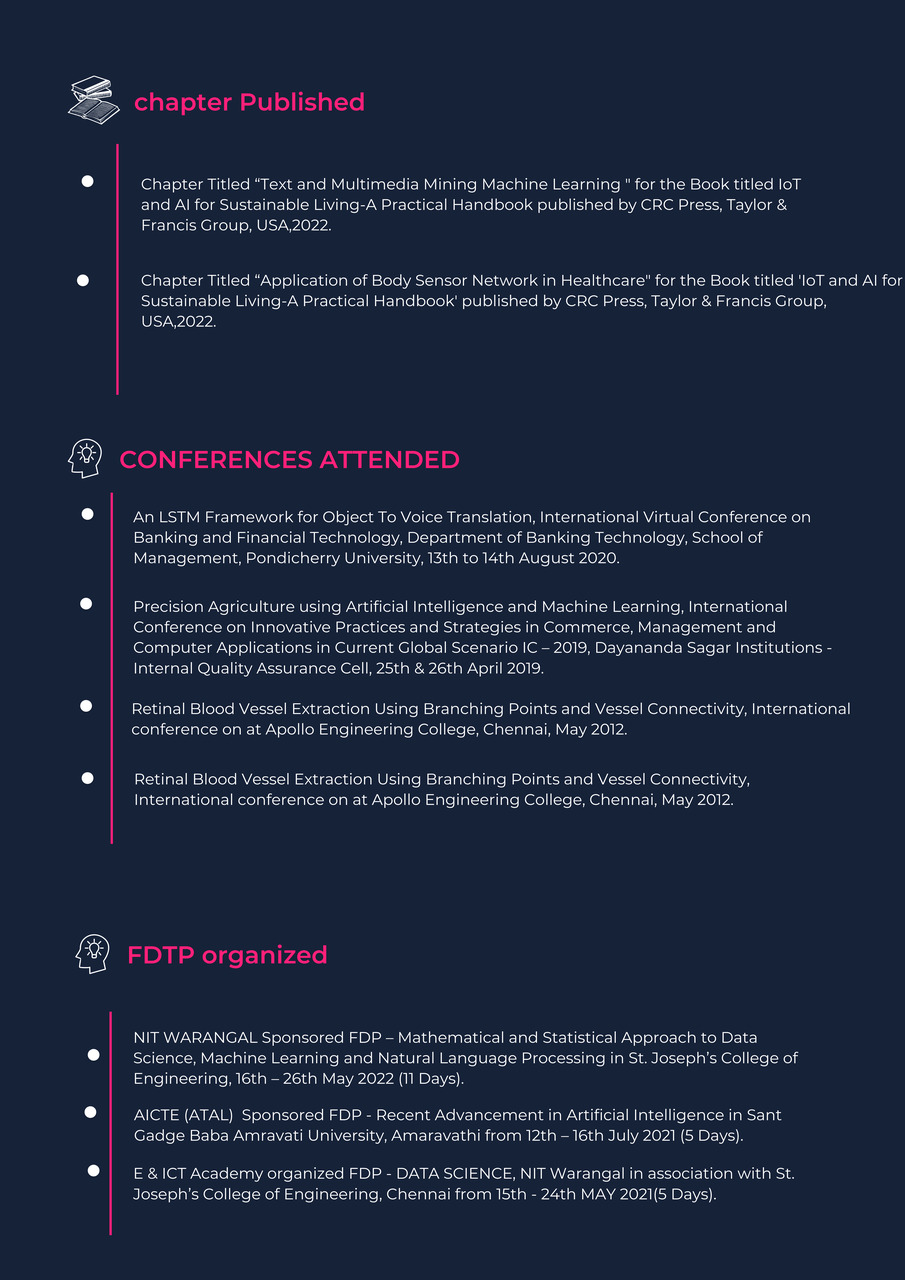 chapter Published
Chapter Titled “Text and Multimedia Mining Machine Learning " for the Book titled IoT
and AI for Sustainable Living-A Practical Handbook published by CRC Press, Taylor &
Francis Group, USA,2022.
Chapter Titled “Application of Body Sensor Network in Healthcare" for the Book titled 'IoT and AI for
Sustainable Living-A Practical Handbook' published by CRC Press, Taylor & Francis Group,
USA,2022.
CONFERENCES ATTENDED
An LSTM Framework for Object To Voice Translation, International Virtual Conference on
Banking and Financial Technology, Department of Banking Technology, School of
Management, Pondicherry University, 13th to 14th August 2020.
Precision Agriculture using Artificial Intelligence and Machine Learning, International
Conference on Innovative Practices and Strategies in Commerce, Management and
Computer Applications in Current Global Scenario IC – 2019, Dayananda Sagar Institutions -
Internal Quality Assurance Cell, 25th & 26th April 2019.
Retinal Blood Vessel Extraction Using Branching Points and Vessel Connectivity, International
conference on at Apollo Engineering College, Chennai, May 2012.
Retinal Blood Vessel Extraction Using Branching Points and Vessel Connectivity,
International conference on at Apollo Engineering College, Chennai, May 2012.
FDTP organized
NIT WARANGAL Sponsored FDP – Mathematical and Statistical Approach to Data
Science, Machine Learning and Natural Language Processing in St. Joseph’s College of
Engineering, 16th – 26th May 2022 (11 Days).
AICTE (ATAL)  Sponsored FDP - Recent Advancement in Artificial Intelligence in Sant
Gadge Baba Amravati University, Amaravathi from 12th – 16th July 2021 (5 Days).
E & ICT Academy organized FDP - DATA SCIENCE, NIT Warangal in association with St.
Joseph’s College of Engineering, Chennai from 15th - 24th MAY 2021(5 Days).